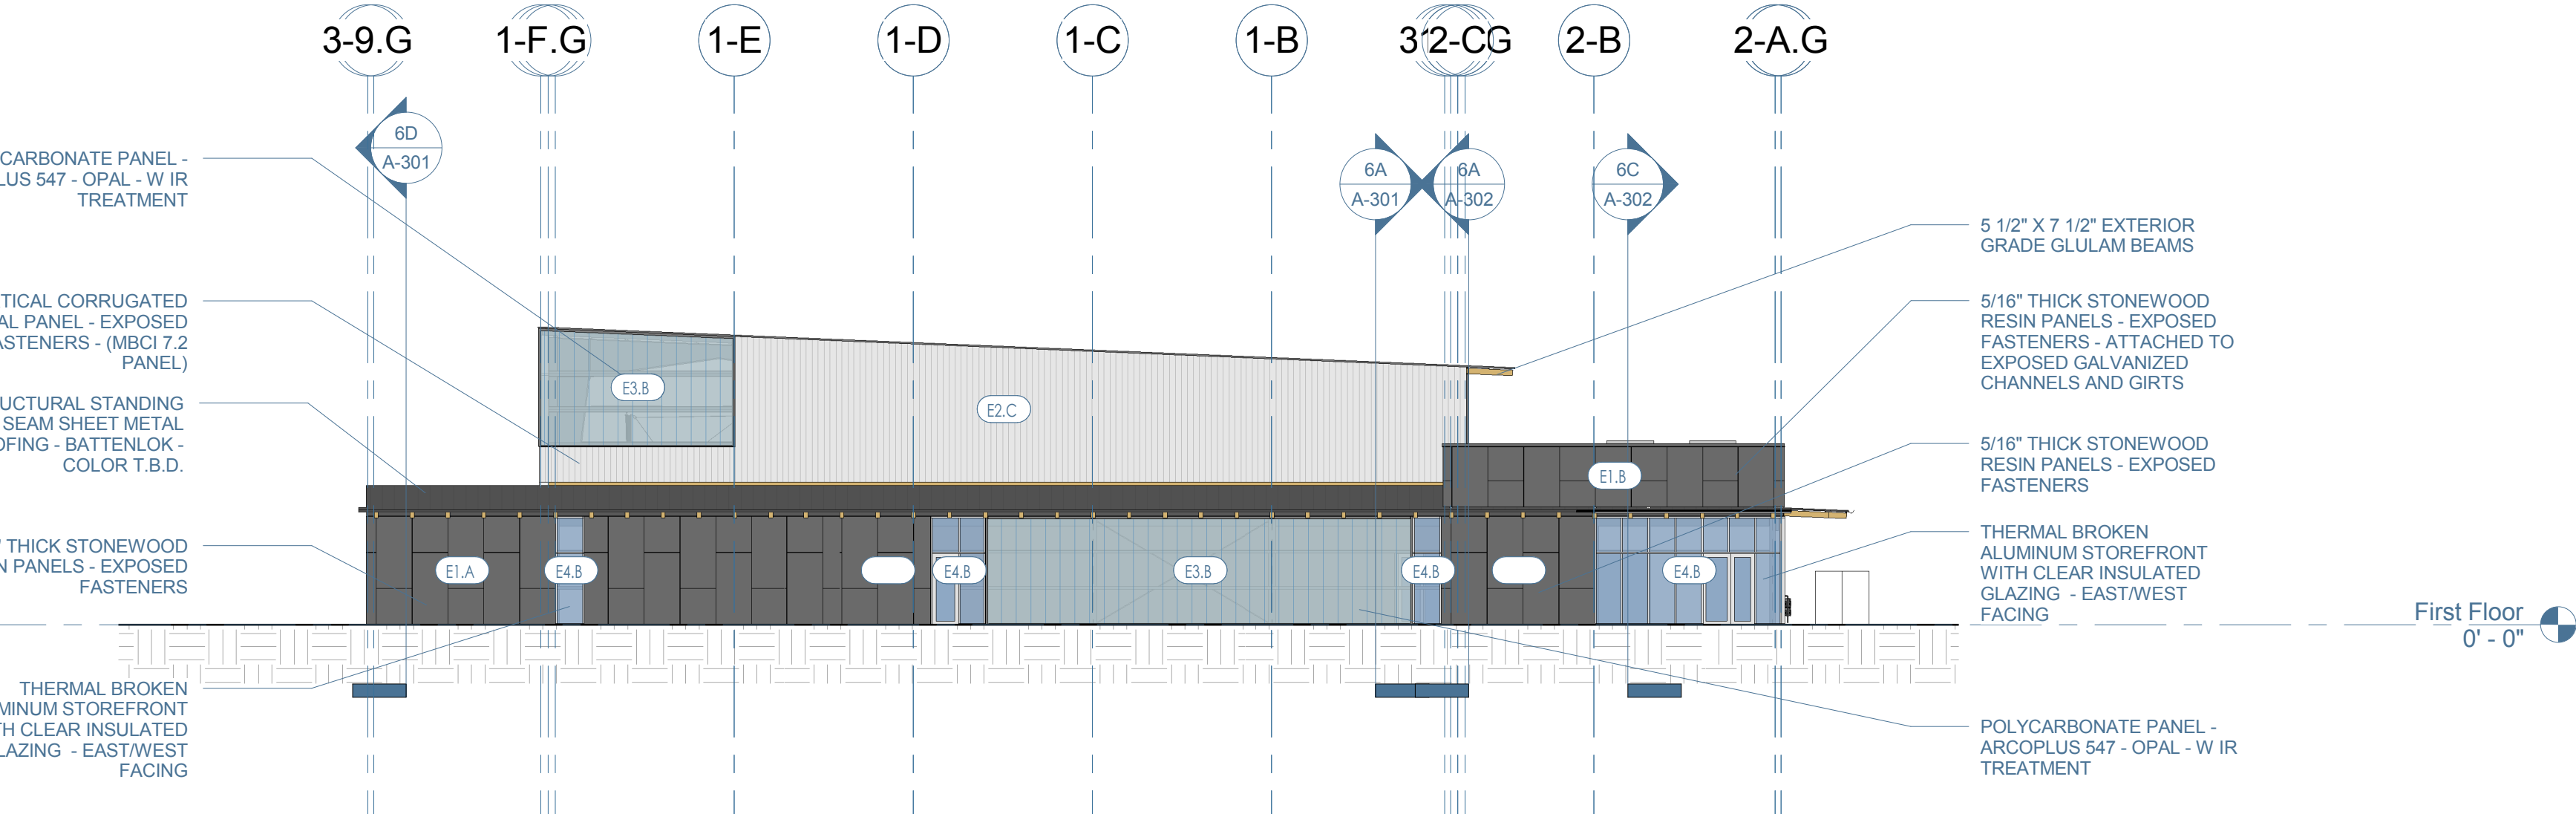 3-9.G
1-F.G
1-E
1-D
1-C
1-B
2-CG
2-B
2-A.G
6D
A-301
6A
A-301
6A
A-302
6C
A-302
CARBONATE PANEL -
LUS 547 - OPAL - W IR
TREATMENT
TICAL CORRUGATED
AL PANEL - EXPOSED
ASTENERS - (MBCI 7.2
PANEL)
UCTURAL STANDING
SEAM SHEET METAL
OFING - BATTENLOK -
COLOR T.B.D.
" THICK STONEWOOD
N PANELS - EXPOSED
FASTENERS
THERMAL BROKEN
MINUM STOREFRONT
TH CLEAR INSULATED
LAZING - EAST/WEST
FACING
E3.B
E2.C
E1.B
E1.A
E4.B
E4.B
E3.B
E4.B
E4.B
5 1/2" X 7 1/2" EXTERIOR
GRADE GLULAM BEAMS
5/16" THICK STONEWOOD
RESIN PANELS - EXPOSED
FASTENERS - ATTACHED TO
EXPOSED GALVANIZED
CHANNELS AND GIRTS
5/16" THICK STONEWOOD
RESIN PANELS - EXPOSED
FASTENERS
THERMAL BROKEN
ALUMINUM STOREFRONT
WITH CLEAR INSULATED
GLAZING - EAST/WEST
FACING
POLYCARBONATE PANEL -
ARCOPLUS 547 - OPAL - W IR
TREATMENT
First Floor
0' - 0"